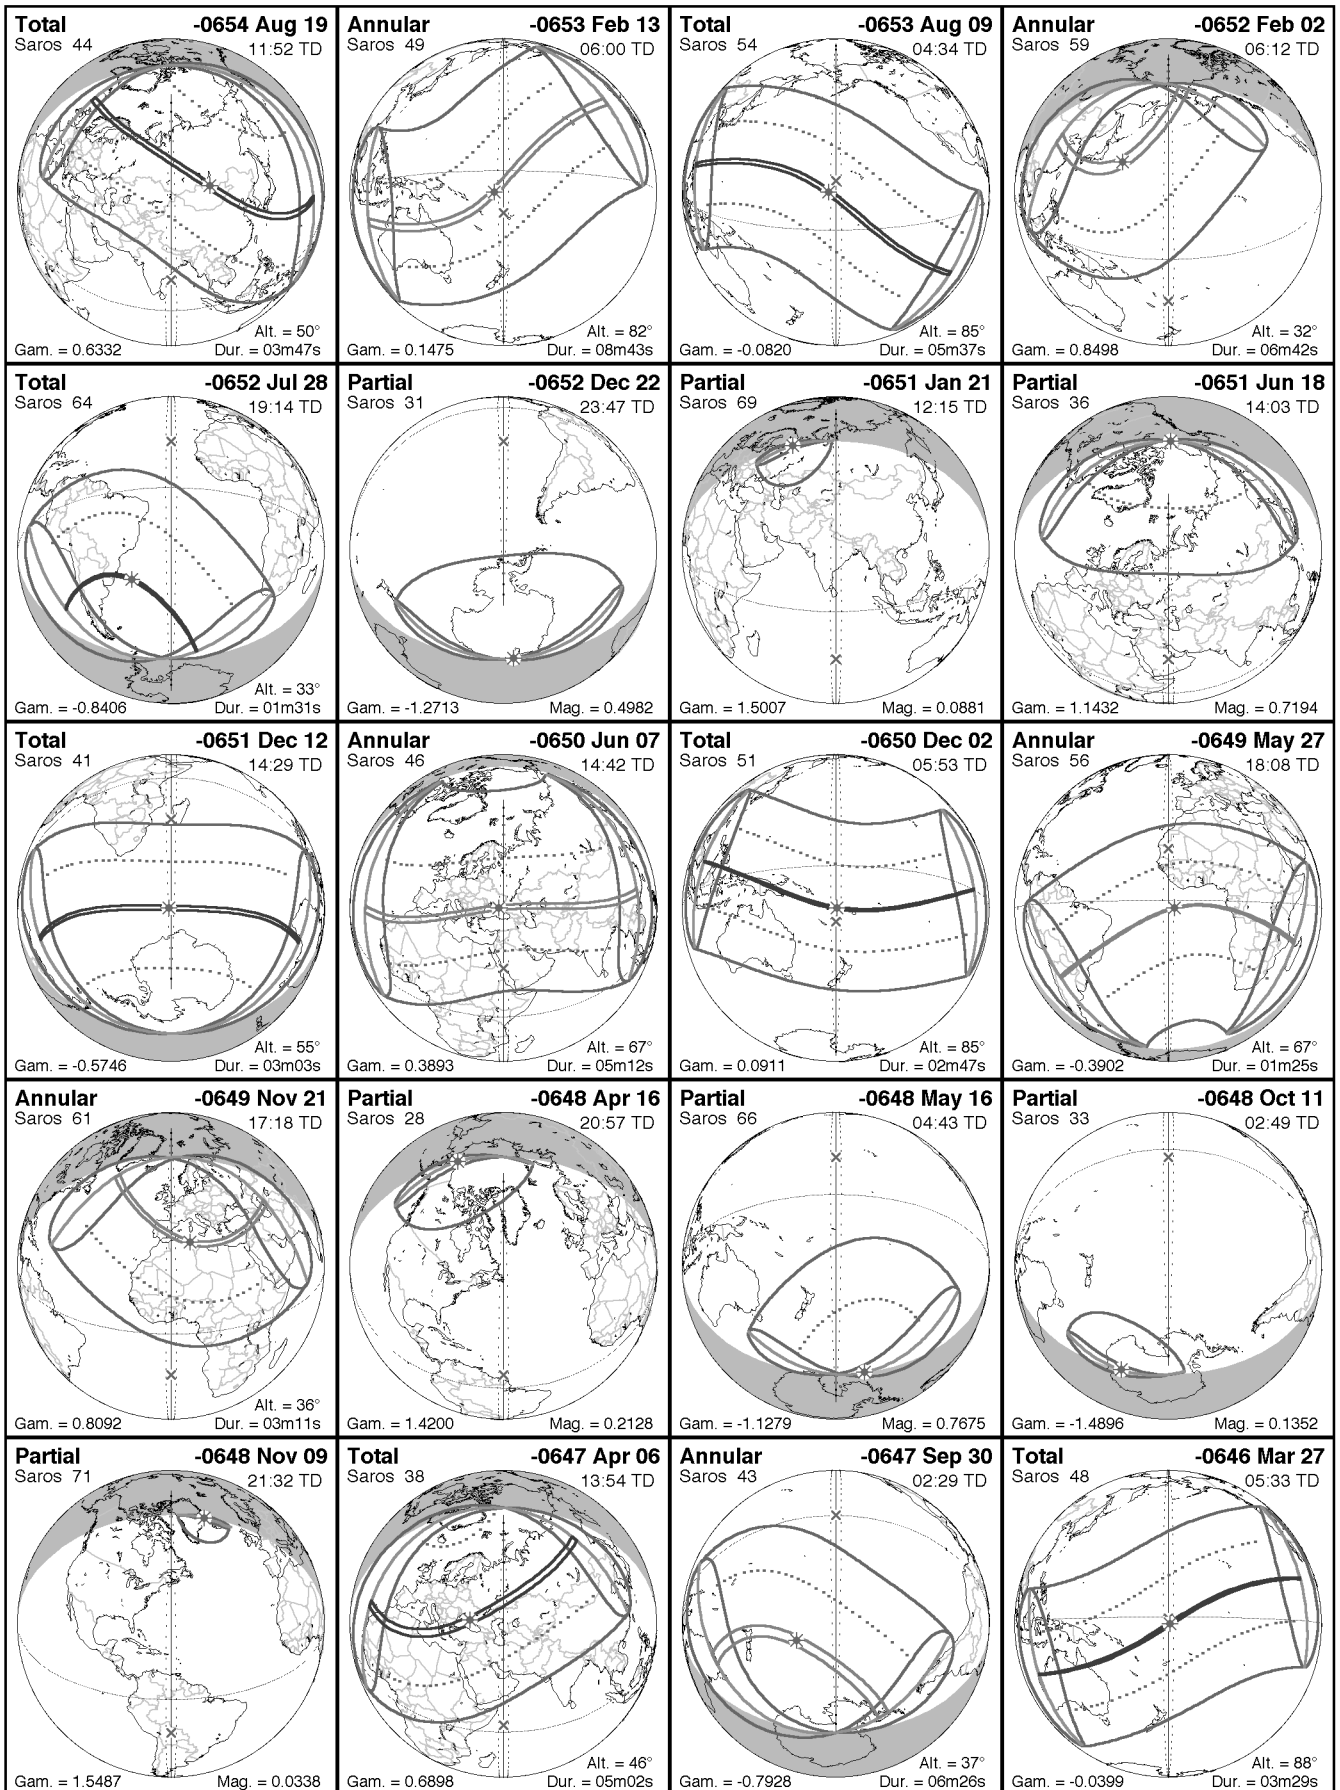 Total -0654 Aug 19
Saros 44 11:52 TD
Alt. = 50°
Gam. = 0.6332 Dur. = 03m47s
Annular -0653 Feb 13
Saros 49 06:00 TD
Alt. = 82°
Gam. = 0.1475 Dur. = 08m43s
Total -0653 Aug 09
Saros 54 04:34 TD
Alt. = 85°
Gam. = -0.0820 Dur. = 05m37s
Annular -0652 Feb 02
Saros 59 06:12 TD
Alt. = 32°
Gam. = 0.8498 Dur. = 06m42s
Total -0652 Jul 28
Saros 64 19:14 TD
Alt. = 33°
Gam. = -0.8406 Dur. = 01m31s
Partial -0652 Dec 22
Saros 31 23:47 TD
Gam. = -1.2713 Mag. = 0.4982
Partial -0651 Jan 21
Saros 69 12:15 TD
Gam. = 1.5007 Mag. = 0.0881
Partial -0651 Jun 18
Saros 36 14:03 TD
Gam. = 1.1432 Mag. = 0.7194
Total -0651 Dec 12
Saros 41 14:29 TD
Alt. = 55°
Gam. = -0.5746 Dur. = 03m03s
Annular -0650 Jun 07
Saros 46 14:42 TD
Alt. = 67°
Gam. = 0.3893 Dur. = 05m12s
Total -0650 Dec 02
Saros 51 05:53 TD
Alt. = 85°
Gam. = 0.0911 Dur. = 02m47s
Annular -0649 May 27
Saros 56 18:08 TD
Alt. = 67°
Gam. = -0.3902 Dur. = 01m25s
Annular -0649 Nov 21
Saros 61 17:18 TD
Alt. = 36°
Gam. = 0.8092 Dur. = 03m11s
Partial -0648 Apr 16
Saros 28 20:57 TD
Gam. = 1.4200 Mag. = 0.2128
Partial -0648 May 16
Saros 66 04:43 TD
Gam. = -1.1279 Mag. = 0.7675
Partial -0648 Oct 11
Saros 33 02:49 TD
Gam. = -1.4896 Mag. = 0.1352
Partial -0648 Nov 09
Saros 71 21:32 TD
Gam. = 1.5487 Mag. = 0.0338
Total -0647 Apr 06
Saros 38 13:54 TD
Alt. = 46°
Gam. = 0.6898 Dur. = 05m02s
Annular -0647 Sep 30
Saros 43 02:29 TD
Alt. = 37°
Gam. = -0.7928 Dur. = 06m26s
Total -0646 Mar 27
Saros 48 05:33 TD
Alt. = 88°
Gam. = -0.0399 Dur. = 03m29s